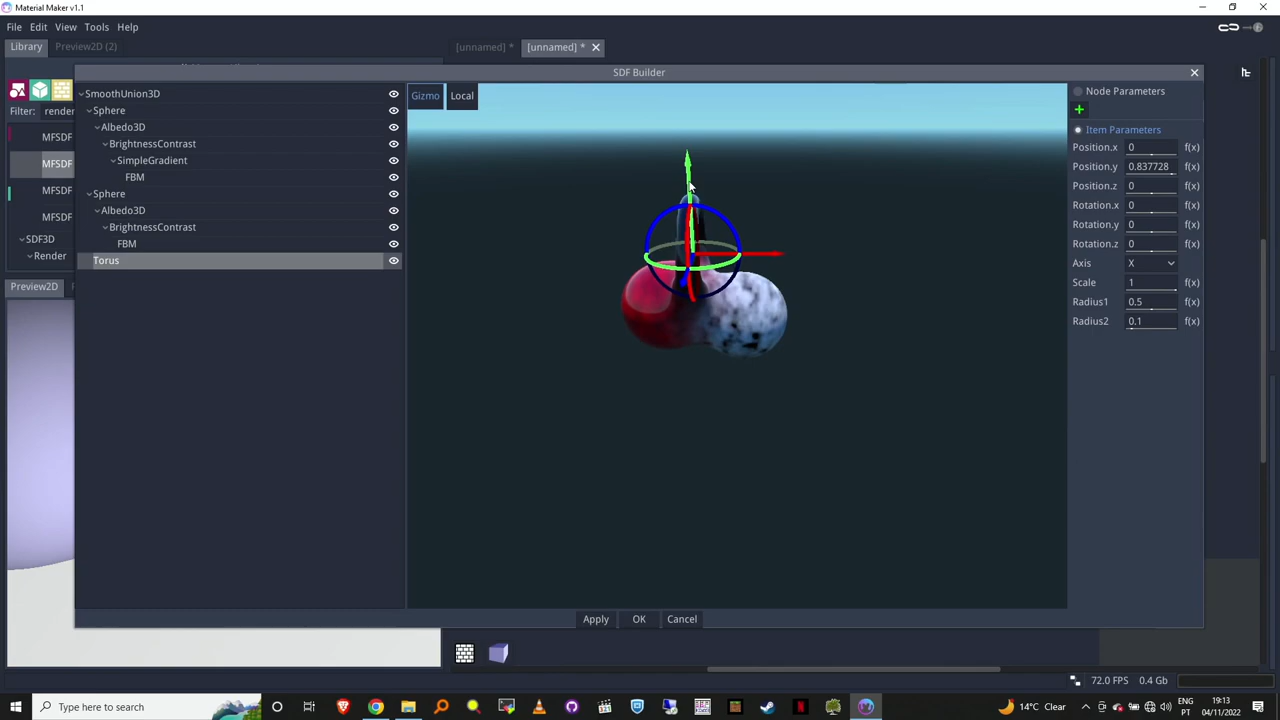 Material Maker v1.1
File Edit View Tools Help
Library Preview2D (2) [unnamed] * [unnamed] *
SDF Builder
Filter: render
MFSDF
MFSDF
MFSDF
MFSDF
SDF3D
Render
Preview2D
SmoothUnion3D
Sphere
Albedo3D
BrightnessContrast
SimpleGradient
FBM
Sphere
Albedo3D
BrightnessContrast
FBM
Torus
Gizmo Local
Node Parameters
Item Parameters
Position.x 0 f(x)
Position.y 0.837728 f(x)
Position.z 0 f(x)
Rotation.x 0 f(x)
Rotation.y 0 f(x)
Rotation.z 0 f(x)
Axis X
Scale 1 f(x)
Radius1 0.5 f(x)
Radius2 0.1 f(x)
Apply OK Cancel
72.0 FPS 0.4 Gb
Type here to search
14°C Clear
ENG
PT
19:13
04/11/2022